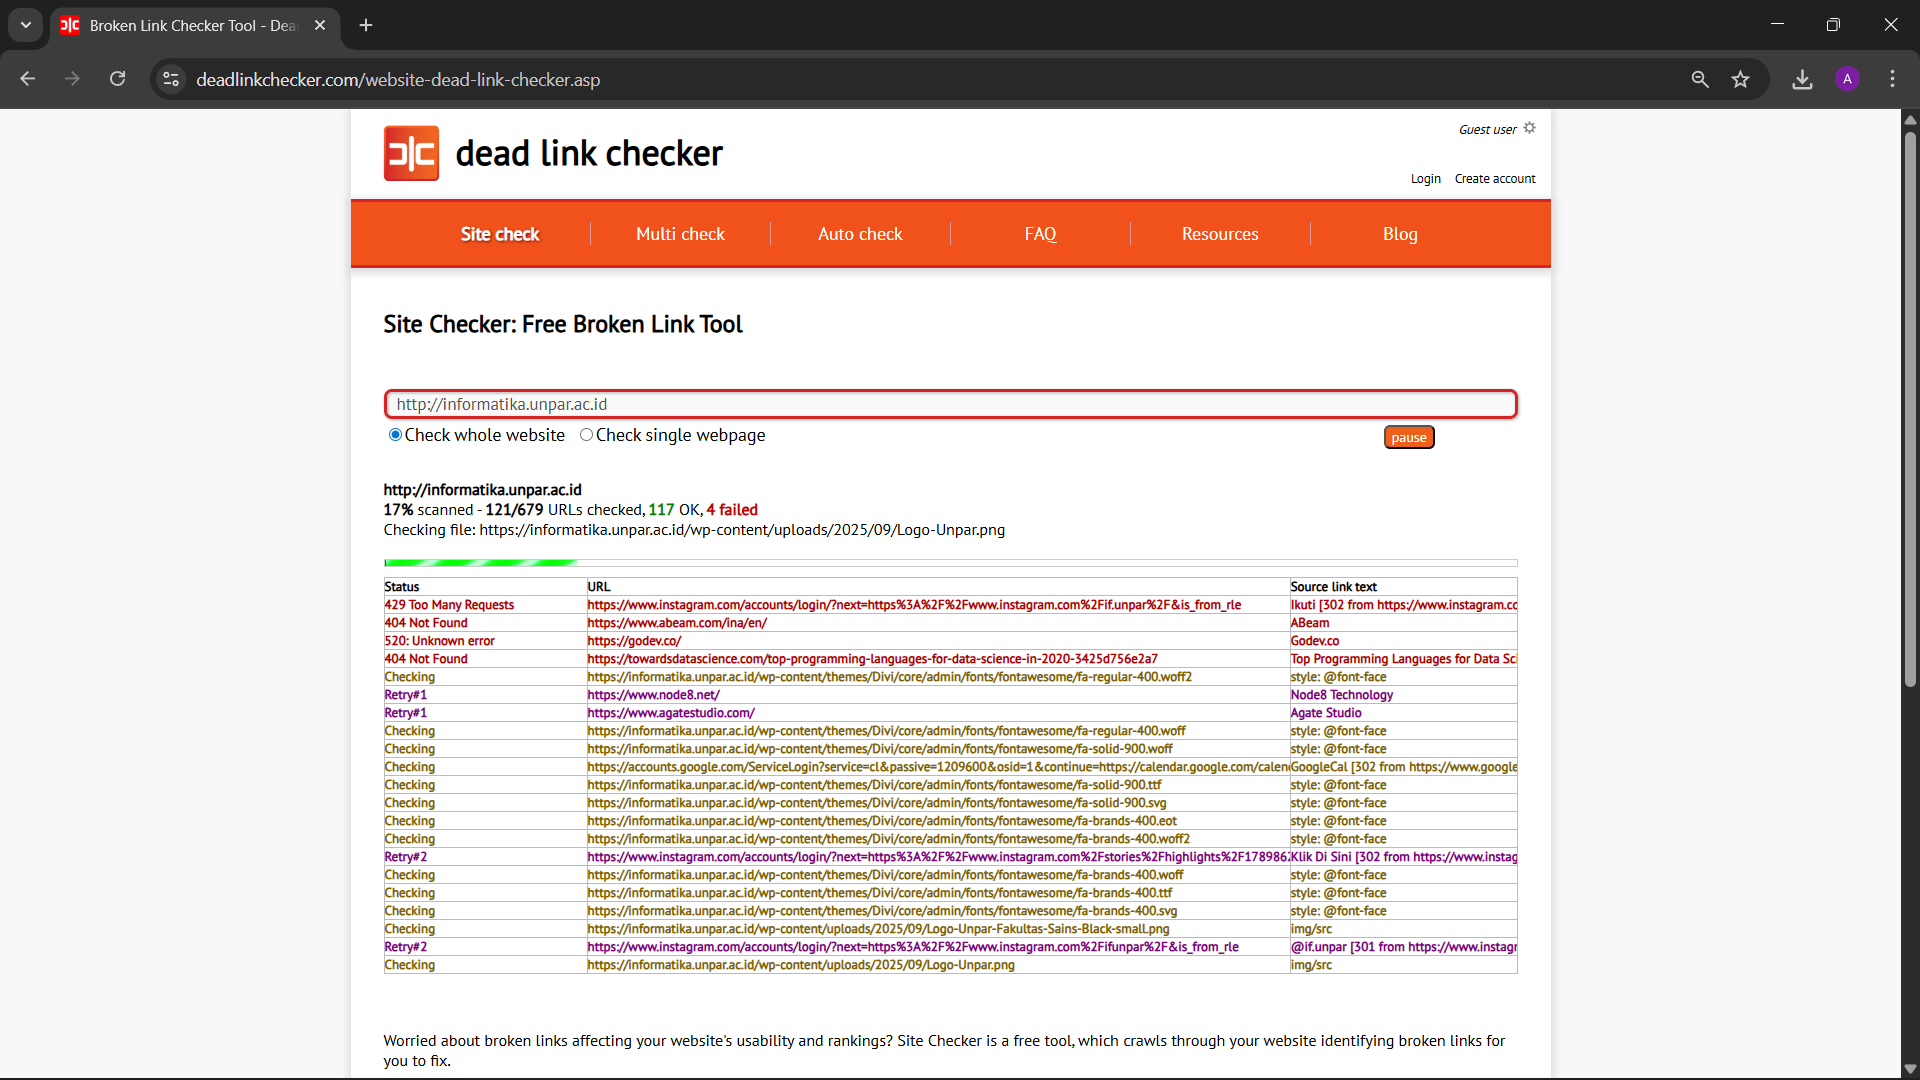 Broken Link Checker Tool - Dea
deadlinkchecker.com/website-dead-link-checker.asp
A
dead link checker
Guest user
Login Create account
Site check Multi check Auto check FAQ Resources Blog
Site Checker: Free Broken Link Tool
http://informatika.unpar.ac.id
Check whole website Check single webpage
pause
http://informatika.unpar.ac.id
17% scanned - 121/679 URLs checked, 117 OK, 4 failed
Checking file: https://informatika.unpar.ac.id/wp-content/uploads/2025/09/Logo-Unpar.png
Status URL Source link text
429 Too Many Requests https://www.instagram.com/accounts/login/?next=https%3A%2F%2Fwww.instagram.com%2Fif.unpar%2F&is_from_rle Ikuti [302 from https://www.instagram.co
404 Not Found https://www.abeam.com/ina/en/ ABeam
520: Unknown error https://godev.co/ Godev.co
404 Not Found https://towardsdatascience.com/top-programming-languages-for-data-science-in-2020-3425d756e2a7 Top Programming Languages for Data Sci
Checking https://informatika.unpar.ac.id/wp-content/themes/Divi/core/admin/fonts/fontawesome/fa-regular-400.woff2 style: @font-face
Retry#1 https://www.node8.net/ Node8 Technology
Retry#1 https://www.agatestudio.com/ Agate Studio
Checking https://informatika.unpar.ac.id/wp-content/themes/Divi/core/admin/fonts/fontawesome/fa-regular-400.woff style: @font-face
Checking https://informatika.unpar.ac.id/wp-content/themes/Divi/core/admin/fonts/fontawesome/fa-solid-900.woff style: @font-face
Checking https://accounts.google.com/ServiceLogin?service=cl&passive=1209600&osid=1&continue=https://calendar.google.com/calen GoogleCal [302 from https://www.google
Checking https://informatika.unpar.ac.id/wp-content/themes/Divi/core/admin/fonts/fontawesome/fa-solid-900.ttf style: @font-face
Checking https://informatika.unpar.ac.id/wp-content/themes/Divi/core/admin/fonts/fontawesome/fa-solid-900.svg style: @font-face
Checking https://informatika.unpar.ac.id/wp-content/themes/Divi/core/admin/fonts/fontawesome/fa-brands-400.eot style: @font-face
Checking https://informatika.unpar.ac.id/wp-content/themes/Divi/core/admin/fonts/fontawesome/fa-brands-400.woff2 style: @font-face
Retry#2 https://www.instagram.com/accounts/login/?next=https%3A%2F%2Fwww.instagram.com%2Fstories%2Fhighlights%2F178986 Klik Di Sini [302 from https://www.instag
Checking https://informatika.unpar.ac.id/wp-content/themes/Divi/core/admin/fonts/fontawesome/fa-brands-400.woff style: @font-face
Checking https://informatika.unpar.ac.id/wp-content/themes/Divi/core/admin/fonts/fontawesome/fa-brands-400.ttf style: @font-face
Checking https://informatika.unpar.ac.id/wp-content/themes/Divi/core/admin/fonts/fontawesome/fa-brands-400.svg style: @font-face
Checking https://informatika.unpar.ac.id/wp-content/uploads/2025/09/Logo-Unpar-Fakultas-Sains-Black-small.png img/src
Retry#2 https://www.instagram.com/accounts/login/?next=https%3A%2F%2Fwww.instagram.com%2Fifunpar%2F&is_from_rle @if.unpar [301 from https://www.instagr
Checking https://informatika.unpar.ac.id/wp-content/uploads/2025/09/Logo-Unpar.png img/src
Worried about broken links affecting your website's usability and rankings? Site Checker is a free tool, which crawls through your website identifying broken links for
you to fix.